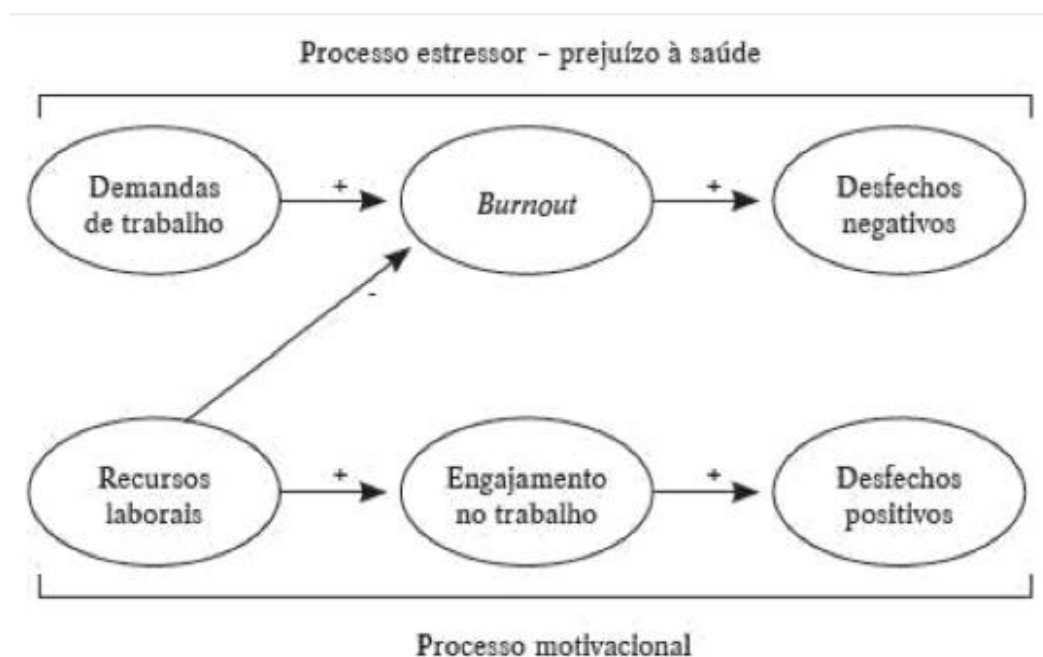 Processo estressor – prejuízo à saúde
Demandas
de trabalho
+
Burnout
+
Desfechos
negativos
-
Recursos
laborais
+
Engajamento
no trabalho
+
Desfechos
positivos
Processo motivacional